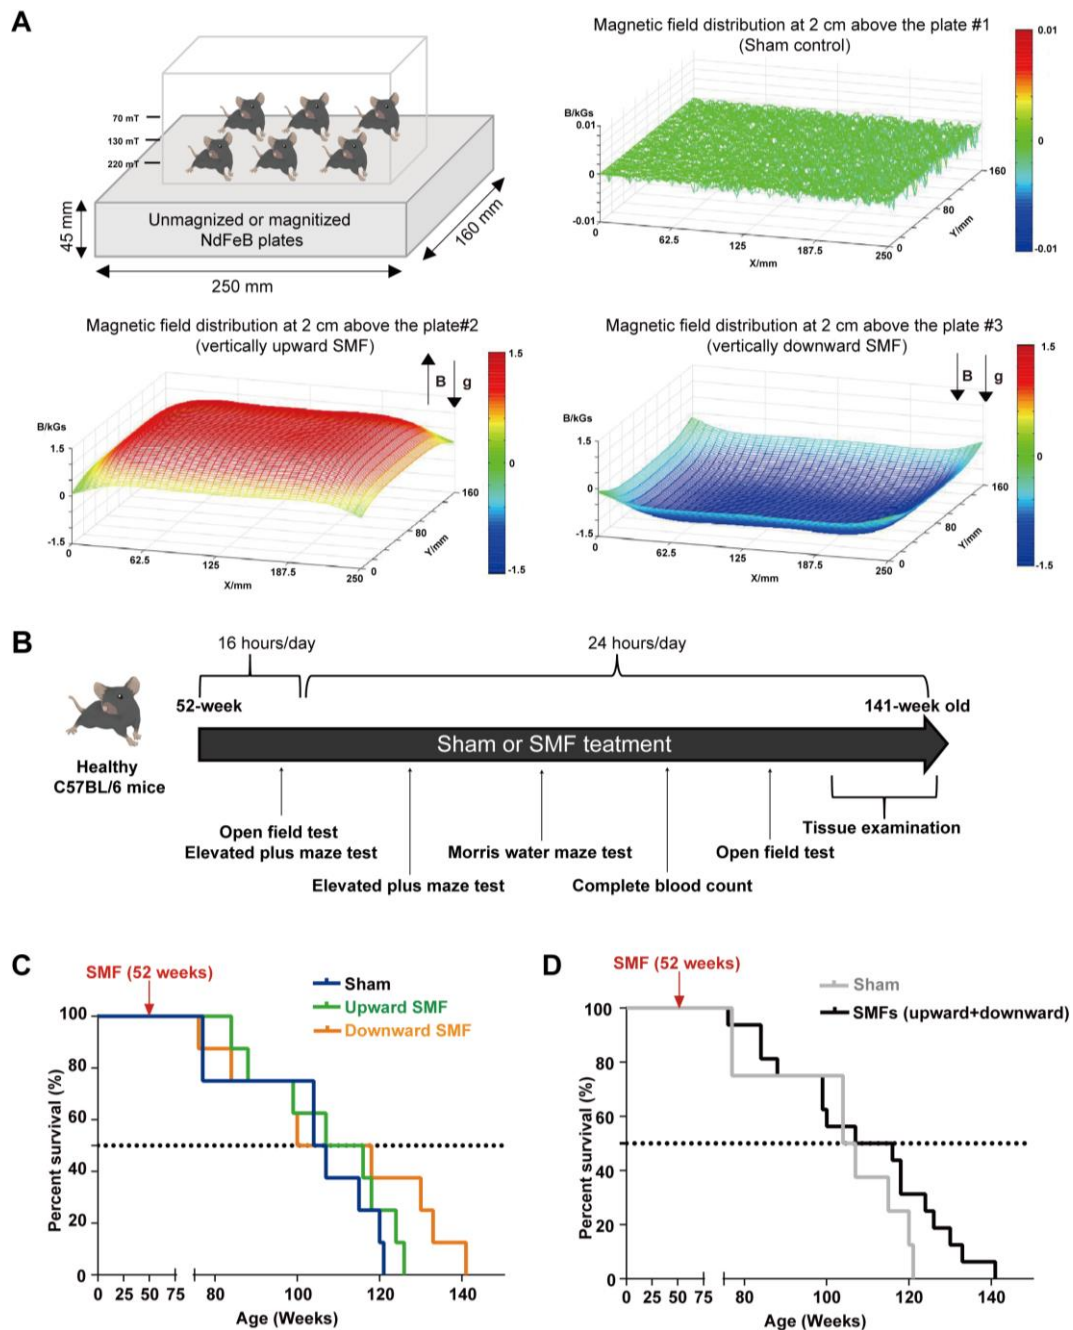 A
70 mT
130 mT
220 mT
Unmagnized or magnitized
NdFeB plates
45 mm
160 mm
250 mm
Magnetic field distribution at 2 cm above the plate #1
(Sham control)
B/kGs
0.01
0
-0.01
0
62.5
125
187.5
250
X/mm
0
80
160
Y/mm
0.01
0
-0.01
Magnetic field distribution at 2 cm above the plate#2
(vertically upward SMF)
B
g
B/kGs
1.5
0
-1.5
0
62.5
125
187.5
250
X/mm
0
80
160
Y/mm
1.5
0
-1.5
Magnetic field distribution at 2 cm above the plate #3
(vertically downward SMF)
B
g
B/kGs
1.5
0
-1.5
0
62.5
125
187.5
250
X/mm
0
80
160
Y/mm
1.5
0
-1.5
B
16 hours/day
24 hours/day
52-week
141-week old
Sham or SMF teatment
Healthy
C57BL/6 mice
Open field test
Elevated plus maze test
Elevated plus maze test
Morris water maze test
Complete blood count
Open field test
Tissue examination
C
SMF (52 weeks)
Sham
Upward SMF
Downward SMF
Percent survival (%)
100
80
60
40
20
0
0 25 50 75 80 100 120 140
Age (Weeks)
D
SMF (52 weeks)
Sham
SMFs (upward+downward)
Percent survival (%)
100
80
60
40
20
0
0 25 50 75 80 100 120 140
Age (Weeks)